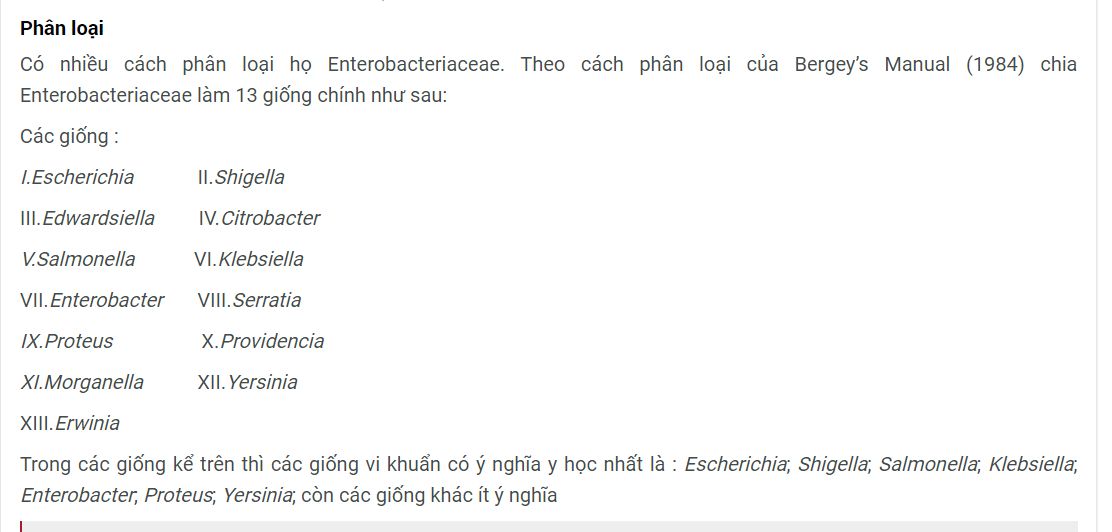 Phân loại
Có nhiều cách phân loại họ Enterobacteriaceae. Theo cách phân loại của Bergey’s Manual (1984) chia
Enterobacteriaceae làm 13 giống chính như sau:
Các giống :
I.Escherichia II.Shigella
III.Edwardsiella IV.Citrobacter
V.Salmonella VI.Klebsiella
VII.Enterobacter VIII.Serratia
IX.Proteus X.Providencia
XI.Morganella XII.Yersinia
XIII.Erwinia
Trong các giống kể trên thì các giống vi khuẩn có ý nghĩa y học nhất là : Escherichia; Shigella; Salmonella; Klebsiella;
Enterobacter; Proteus; Yersinia; còn các giống khác ít ý nghĩa